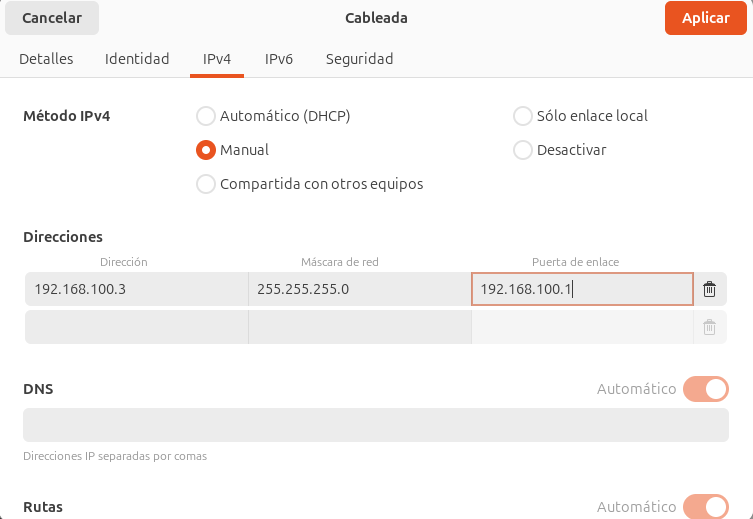 Cancelar Cableada Aplicar
Detalles Identidad IPv4 IPv6 Seguridad
Método IPv4 Automático (DHCP) Sólo enlace local
Manual Desactivar
Compartida con otros equipos
Direcciones
Dirección Máscara de red Puerta de enlace
192.168.100.3 255.255.255.0 192.168.100.1
DNS Automático
Direcciones IP separadas por comas
Rutas Automático